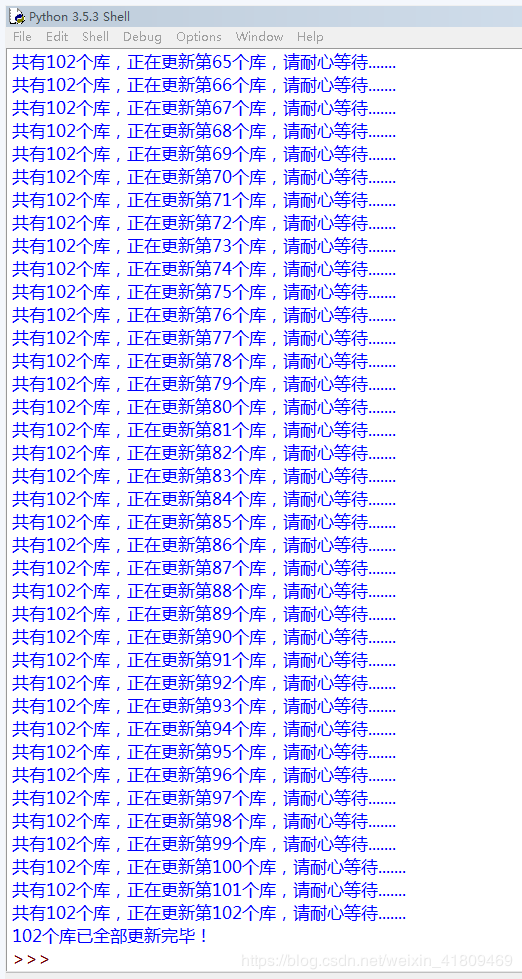 Python 3.5.3 Shell
File Edit Shell Debug Options Window Help
共有102个库，正在更新第65个库，请耐心等待.......
共有102个库，正在更新第66个库，请耐心等待.......
共有102个库，正在更新第67个库，请耐心等待.......
共有102个库，正在更新第68个库，请耐心等待.......
共有102个库，正在更新第69个库，请耐心等待.......
共有102个库，正在更新第70个库，请耐心等待.......
共有102个库，正在更新第71个库，请耐心等待.......
共有102个库，正在更新第72个库，请耐心等待.......
共有102个库，正在更新第73个库，请耐心等待.......
共有102个库，正在更新第74个库，请耐心等待.......
共有102个库，正在更新第75个库，请耐心等待.......
共有102个库，正在更新第76个库，请耐心等待.......
共有102个库，正在更新第77个库，请耐心等待.......
共有102个库，正在更新第78个库，请耐心等待.......
共有102个库，正在更新第79个库，请耐心等待.......
共有102个库，正在更新第80个库，请耐心等待.......
共有102个库，正在更新第81个库，请耐心等待.......
共有102个库，正在更新第82个库，请耐心等待.......
共有102个库，正在更新第83个库，请耐心等待.......
共有102个库，正在更新第84个库，请耐心等待.......
共有102个库，正在更新第85个库，请耐心等待.......
共有102个库，正在更新第86个库，请耐心等待.......
共有102个库，正在更新第87个库，请耐心等待.......
共有102个库，正在更新第88个库，请耐心等待.......
共有102个库，正在更新第89个库，请耐心等待.......
共有102个库，正在更新第90个库，请耐心等待.......
共有102个库，正在更新第91个库，请耐心等待.......
共有102个库，正在更新第92个库，请耐心等待.......
共有102个库，正在更新第93个库，请耐心等待.......
共有102个库，正在更新第94个库，请耐心等待.......
共有102个库，正在更新第95个库，请耐心等待.......
共有102个库，正在更新第96个库，请耐心等待.......
共有102个库，正在更新第97个库，请耐心等待.......
共有102个库，正在更新第98个库，请耐心等待.......
共有102个库，正在更新第99个库，请耐心等待.......
共有102个库，正在更新第100个库，请耐心等待.......
共有102个库，正在更新第101个库，请耐心等待.......
共有102个库，正在更新第102个库，请耐心等待.......
102个库已全部更新完毕！
>>>
https://blog.csdn.net/weixin_41809469